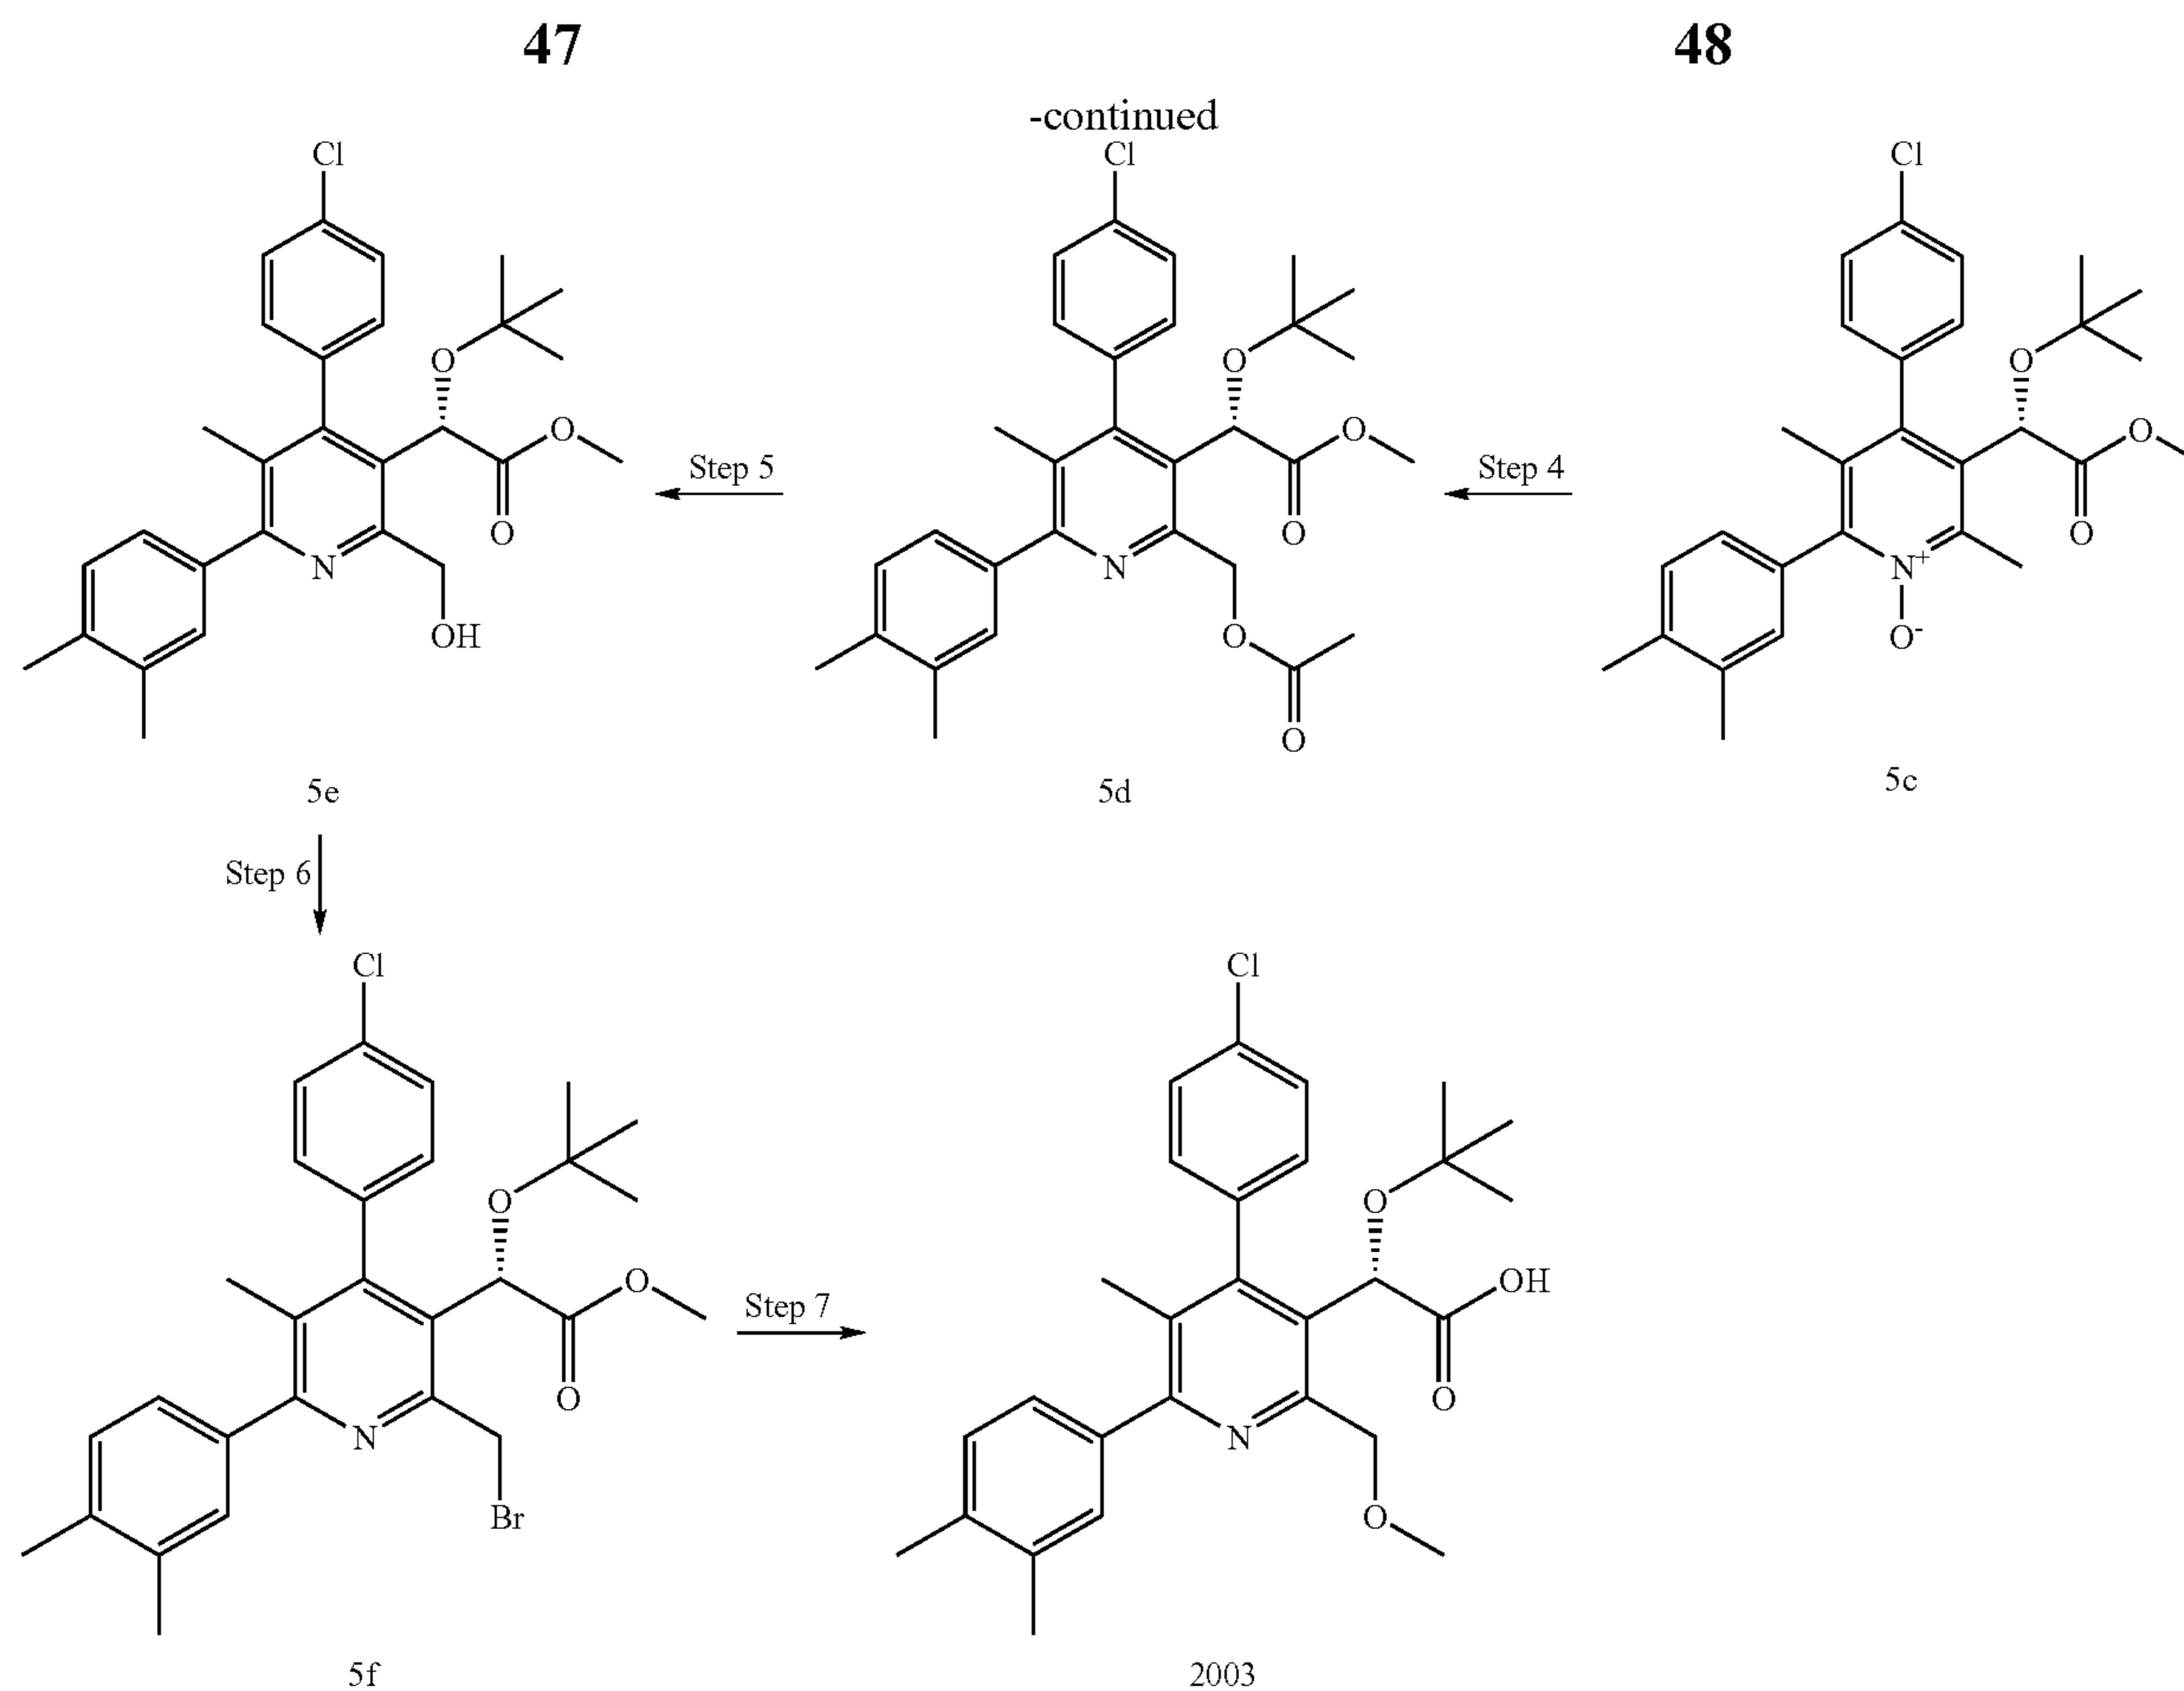 47
48
-continued
Cl
Cl
Cl
O
O
O
O
O
O
Step 5
Step 4
O
O
O
N
N
N+
OH
O
O-
O
5e
5d
5c
Step 6
Cl
Cl
O
O
O
OH
Step 7
O
O
N
N
Br
O
5f
2003